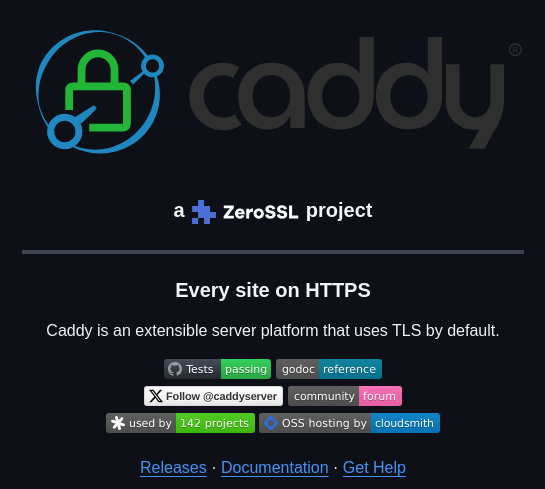 caddy®
a ZeroSSL project
Every site on HTTPS
Caddy is an extensible server platform that uses TLS by default.
Tests passing godoc reference
Follow @caddyserver community forum
used by 142 projects OSS hosting by cloudsmith
Releases · Documentation · Get Help